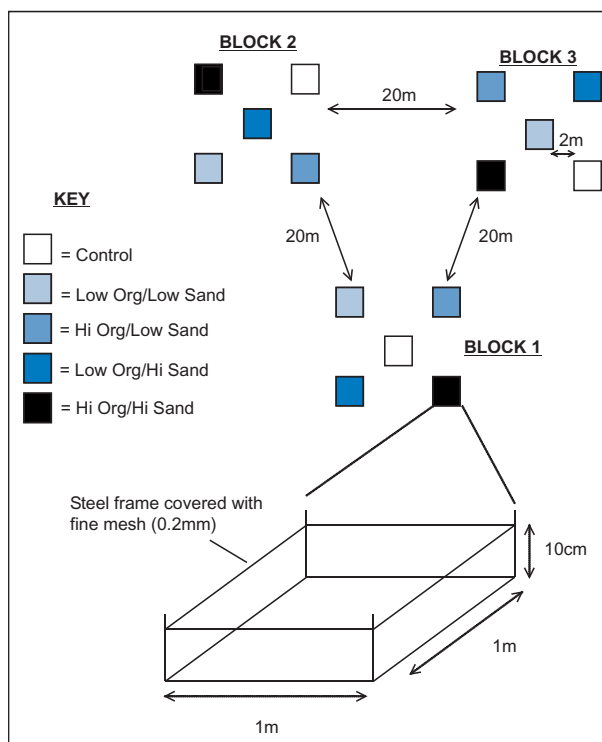 BLOCK 2
BLOCK 3
20m
2m
KEY
20m
20m
= Control
= Low Org/Low Sand
= Hi Org/Low Sand
BLOCK 1
= Low Org/Hi Sand
= Hi Org/Hi Sand
Steel frame covered with
fine mesh (0.2mm)
10cm
1m
1m